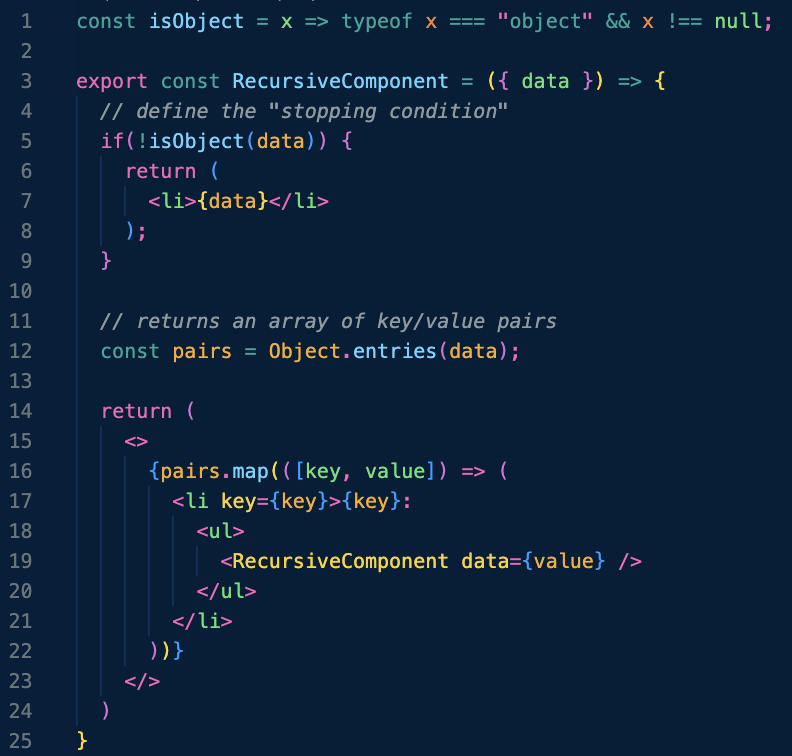 1 const isObject = x => typeof x === "object" && x !== null;
2
3 export const RecursiveComponent = ({ data }) => {
4   // define the "stopping condition"
5   if(!isObject(data)) {
6     return (
7       <li>{data}</li>
8     );
9   }
10
11   // returns an array of key/value pairs
12   const pairs = Object.entries(data);
13
14   return (
15     <>
16       {pairs.map(([key, value]) => (
17         <li key={key}>{key}:
18           <ul>
19             <RecursiveComponent data={value} />
20           </ul>
21         </li>
22       ))}
23     </>
24   )
25 }